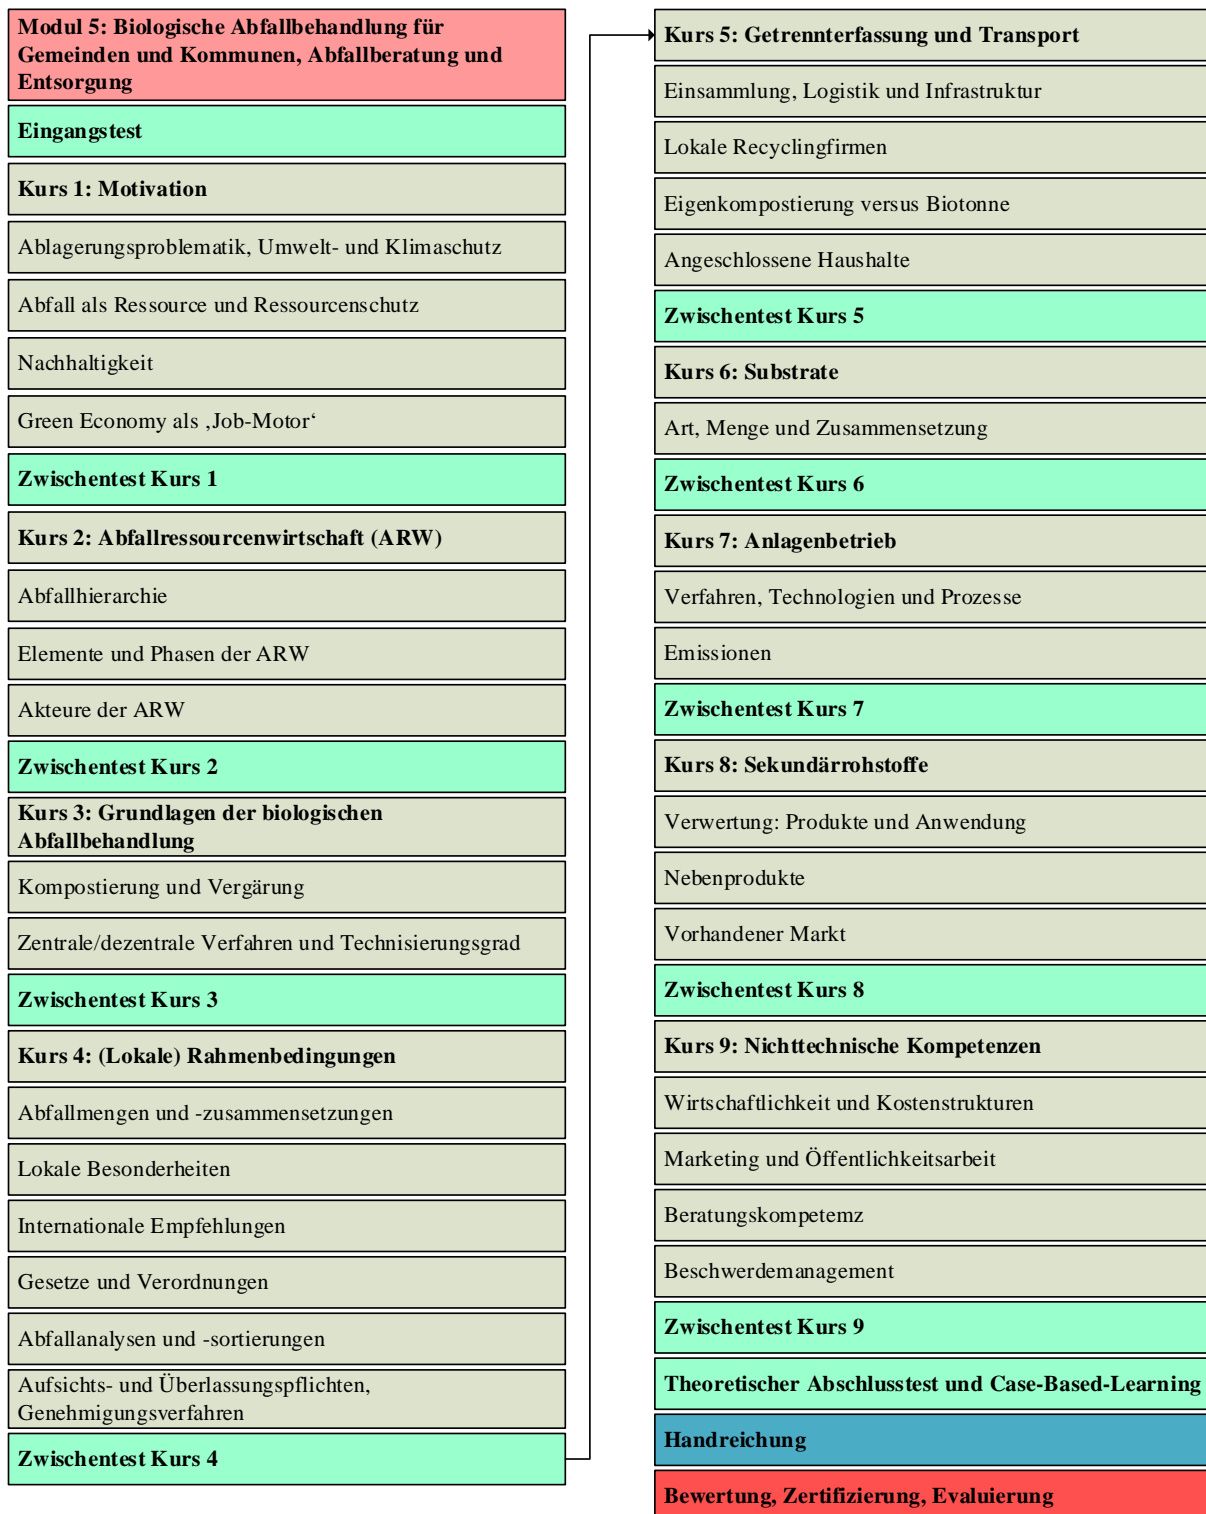 Modul 5: Biologische Abfallbehandlung für
Gemeinden und Kommunen, Abfallberatung und
Entsorgung
Eingangstest
Kurs 1: Motivation
Ablagerungsproblematik, Umwelt- und Klimaschutz
Abfall als Ressource und Ressourcenschutz
Nachhaltigkeit
Green Economy als ‚Job-Motor‘
Zwischentest Kurs 1
Kurs 2: Abfallressourcenwirtschaft (ARW)
Abfallhierarchie
Elemente und Phasen der ARW
Akteure der ARW
Zwischentest Kurs 2
Kurs 3: Grundlagen der biologischen
Abfallbehandlung
Kompostierung und Vergärung
Zentrale/dezentrale Verfahren und Technisierungsgrad
Zwischentest Kurs 3
Kurs 4: (Lokale) Rahmenbedingungen
Abfallmengen und -zusammensetzungen
Lokale Besonderheiten
Internationale Empfehlungen
Gesetze und Verordnungen
Abfallanalysen und -sortierungen
Aufsichts- und Überlassungspflichten,
Genehmigungsverfahren
Zwischentest Kurs 4
Kurs 5: Getrennterfassung und Transport
Einsammlung, Logistik und Infrastruktur
Lokale Recyclingfirmen
Eigenkompostierung versus Biotonne
Angeschlossene Haushalte
Zwischentest Kurs 5
Kurs 6: Substrate
Art, Menge und Zusammensetzung
Zwischentest Kurs 6
Kurs 7: Anlagenbetrieb
Verfahren, Technologien und Prozesse
Emissionen
Zwischentest Kurs 7
Kurs 8: Sekundärrohstoffe
Verwertung: Produkte und Anwendung
Nebenprodukte
Vorhandener Markt
Zwischentest Kurs 8
Kurs 9: Nichttechnische Kompetenzen
Wirtschaftlichkeit und Kostenstrukturen
Marketing und Öffentlichkeitsarbeit
Beratungskompetemz
Beschwerdemanagement
Zwischentest Kurs 9
Theoretischer Abschlusstest und Case-Based-Learning
Handreichung
Bewertung, Zertifizierung, Evaluierung